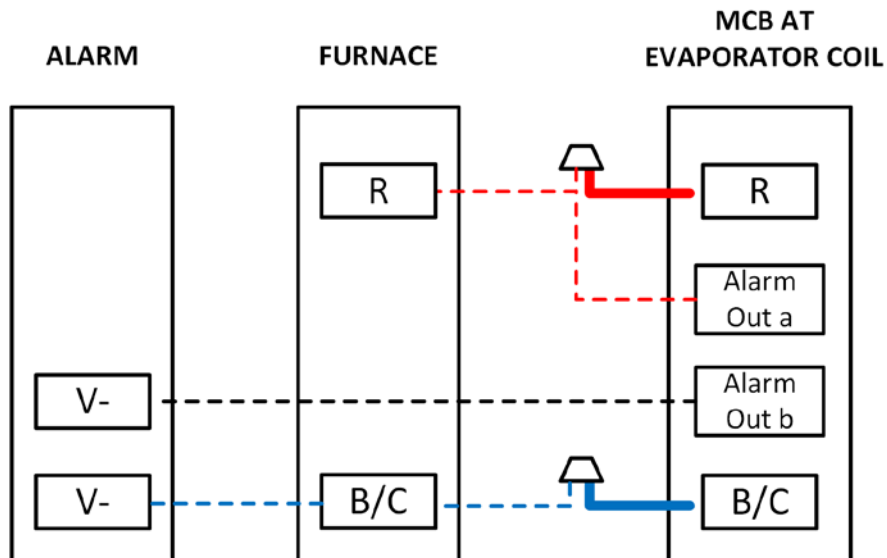 ALARM
FURNACE
MCB AT
EVAPORATOR COIL
R
R
Alarm
Out a
V-
Alarm
Out b
V-
B/C
B/C